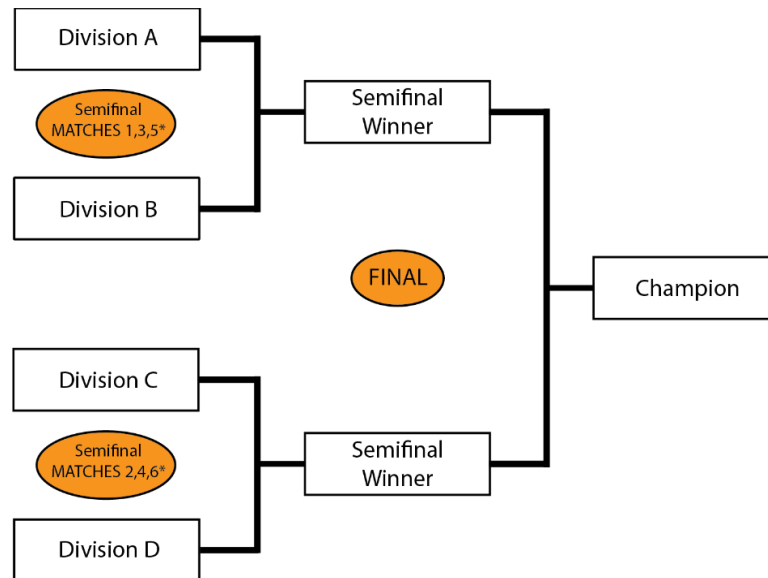 Division A
Semifinal
MATCHES 1,3,5*
Division B
Semifinal
Winner
FINAL
Champion
Division C
Semifinal
MATCHES 2,4,6*
Division D
Semifinal
Winner